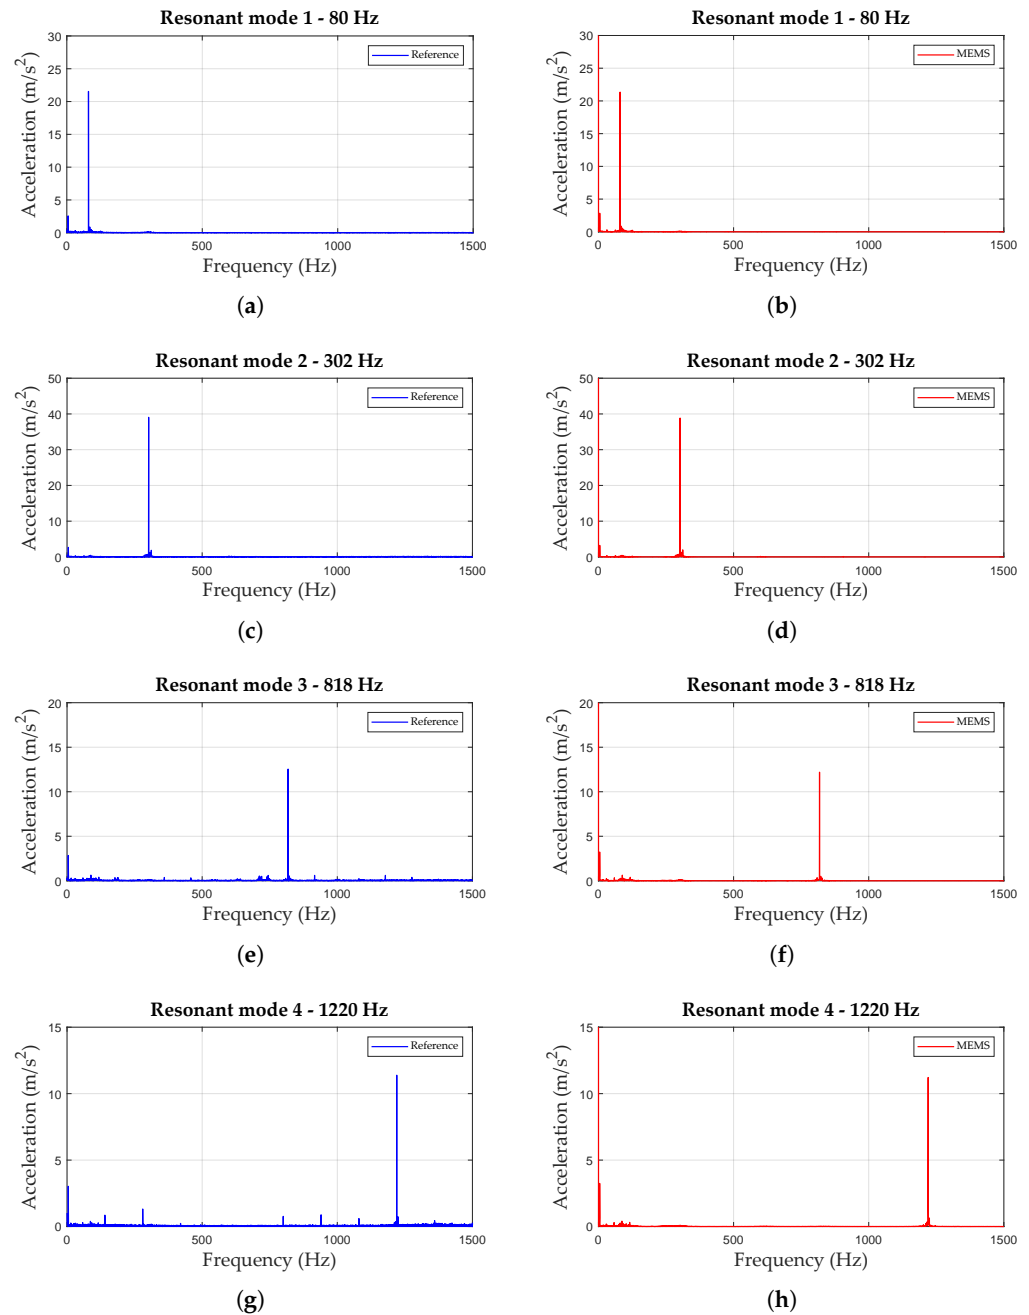 Resonant mode 1 - 80 Hz
Acceleration (m/s²)
30
25
20
15
10
5
0
Reference
0 500 1000 1500
Frequency (Hz)
(a)
Resonant mode 1 - 80 Hz
Acceleration (m/s²)
30
25
20
15
10
5
0
MEMS
0 500 1000 1500
Frequency (Hz)
(b)
Resonant mode 2 - 302 Hz
Acceleration (m/s²)
50
40
30
20
10
0
Reference
0 500 1000 1500
Frequency (Hz)
(c)
Resonant mode 2 - 302 Hz
Acceleration (m/s²)
50
40
30
20
10
0
MEMS
0 500 1000 1500
Frequency (Hz)
(d)
Resonant mode 3 - 818 Hz
Acceleration (m/s²)
20
15
10
5
0
Reference
0 500 1000 1500
Frequency (Hz)
(e)
Resonant mode 3 - 818 Hz
Acceleration (m/s²)
20
15
10
5
0
MEMS
0 500 1000 1500
Frequency (Hz)
(f)
Resonant mode 4 - 1220 Hz
Acceleration (m/s²)
15
10
5
0
Reference
0 500 1000 1500
Frequency (Hz)
(g)
Resonant mode 4 - 1220 Hz
Acceleration (m/s²)
15
10
5
0
MEMS
0 500 1000 1500
Frequency (Hz)
(h)